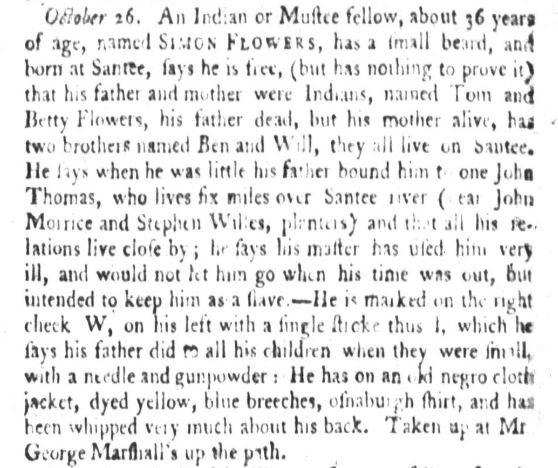 October 26. An Indian or Mustee fellow, about 36 years
of age, named SIMON FLOWERS, has a small beard, and
born at Santee, says he is free, (but has nothing to prove it)
that his father and mother were Indians, named Tom and
Betty Flowers, his father dead, but his mother alive, has
two brothers named Ben and Will, they all live on Santee.
He says when he was little his father bound him to one John
Thomas, who lives six miles over Santee river (near John
Morrice and Stephen Willes, planters) and that all his re-
lations live close by; he says his master has used him very
ill, and would not let him go when his time was out, but
intended to keep him as a slave.—He is marked on the right
cheek W, on his left with a single stroke thus I, which he
says his father did to all his children when they were small,
with a needle and gunpowder: He has on an old negro cloth
jacket, dyed yellow, blue breeches, osnaburgh shirt, and has
been whipped very much about his back. Taken up at Mr
George Marshall's up the path.